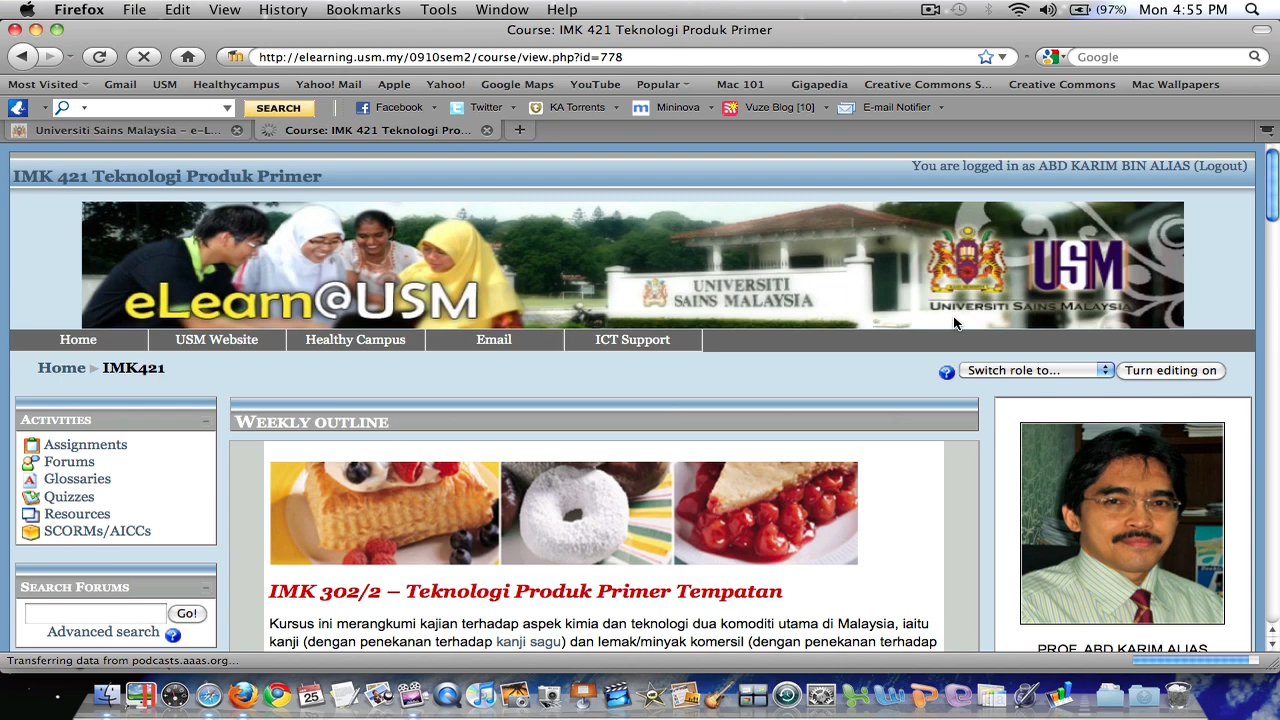 Firefox File Edit View History Bookmarks Tools Window Help (97%) Mon 4:55 PM
Course: IMK 421 Teknologi Produk Primer
http://elearning.usm.my/0910sem2/course/view.php?id=778 Google
Most Visited Gmail USM Healthycampus Yahoo! Mail Apple Yahoo! Google Maps YouTube Popular Mac 101 Gigapedia Creative Commons S... Creative Commons Mac Wallpapers
SEARCH Facebook Twitter KA Torrents Mininova Vuze Blog [10] E-mail Notifier
Universiti Sains Malaysia – e-L... Course: IMK 421 Teknologi Pro...
IMK 421 Teknologi Produk Primer You are logged in as ABD KARIM BIN ALIAS (Logout)
eLearn@USM
UNIVERSITI
SAINS MALAYSIA
USM
UNIVERSITI SAINS MALAYSIA
Home USM Website Healthy Campus Email ICT Support
Home ► IMK421 Switch role to... Turn editing on
ACTIVITIES
Assignments
Forums
Glossaries
Quizzes
Resources
SCORMs/AICCs
SEARCH FORUMS
Go!
Advanced search
WEEKLY OUTLINE
IMK 302/2 – Teknologi Produk Primer Tempatan
Kursus ini merangkumi kajian terhadap aspek kimia dan teknologi dua komoditi utama di Malaysia, iaitu
kanji (dengan penekanan terhadap kanji sagu) dan lemak/minyak komersil (dengan penekanan terhadap
PROF. ABD KARIM ALIAS
Transferring data from podcasts.aaas.org...
25